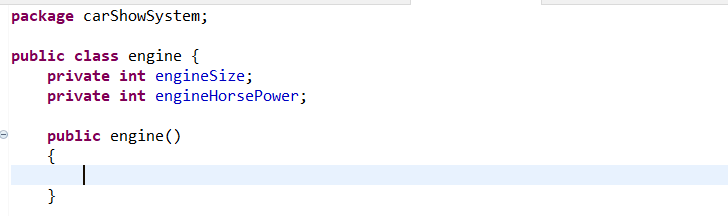 package carShowSystem;
public class engine {
private int engineSize;
private int engineHorsePower;
public engine()
{
}